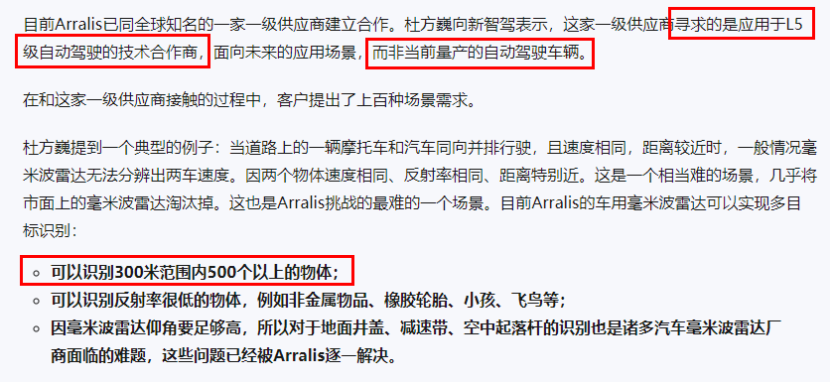 目前Arralis已同全球知名的一家一级供应商建立合作。杜方巍向新智驾表示，这家一级供应商寻求的是应用于L5
级自动驾驶的技术合作商，面向未来的应用场景，而非当前量产的自动驾驶车辆。
在和这家一级供应商接触的过程中，客户提出了上百种场景需求。
杜方巍提到一个典型的例子：当道路上的一辆摩托车和汽车同向并排行驶，且速度相同，距离较近时，一般情况毫
米波雷达无法分辨出两车速度。因两个物体速度相同、反射率相同、距离特别近。这是一个相当难的场景，几乎将
市面上的毫米波雷达淘汰掉。这也是Arralis挑战的最难的一个场景。目前Arralis的车用毫米波雷达可以实现多目
标识别：
可以识别300米范围内500个以上的物体；
可以识别反射率很低的物体，例如非金属物品、橡胶轮胎、小孩、飞鸟等；
因毫米波雷达仰角要足够高，所以对于地面井盖、减速带、空中起落杆的识别也是诸多汽车毫米波雷达厂
商面临的难题，这些问题已经被Arralis逐一解决。